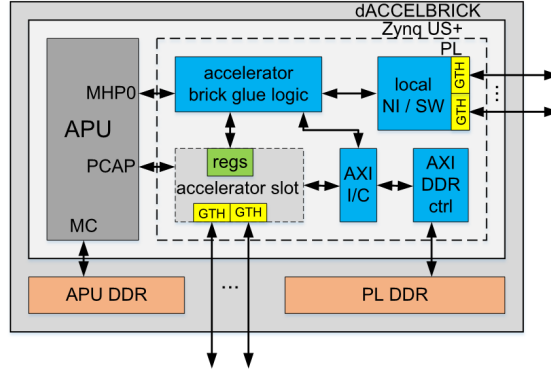 dACCELBRICK
Zynq US+
PL
accelerator
brick glue logic
local
NI / SW
GTH
GTH
...
MHP0
APU
PCAP
MC
regs
accelerator slot
GTH
GTH
AXI
I/C
AXI
DDR
ctrl
...
APU DDR
PL DDR